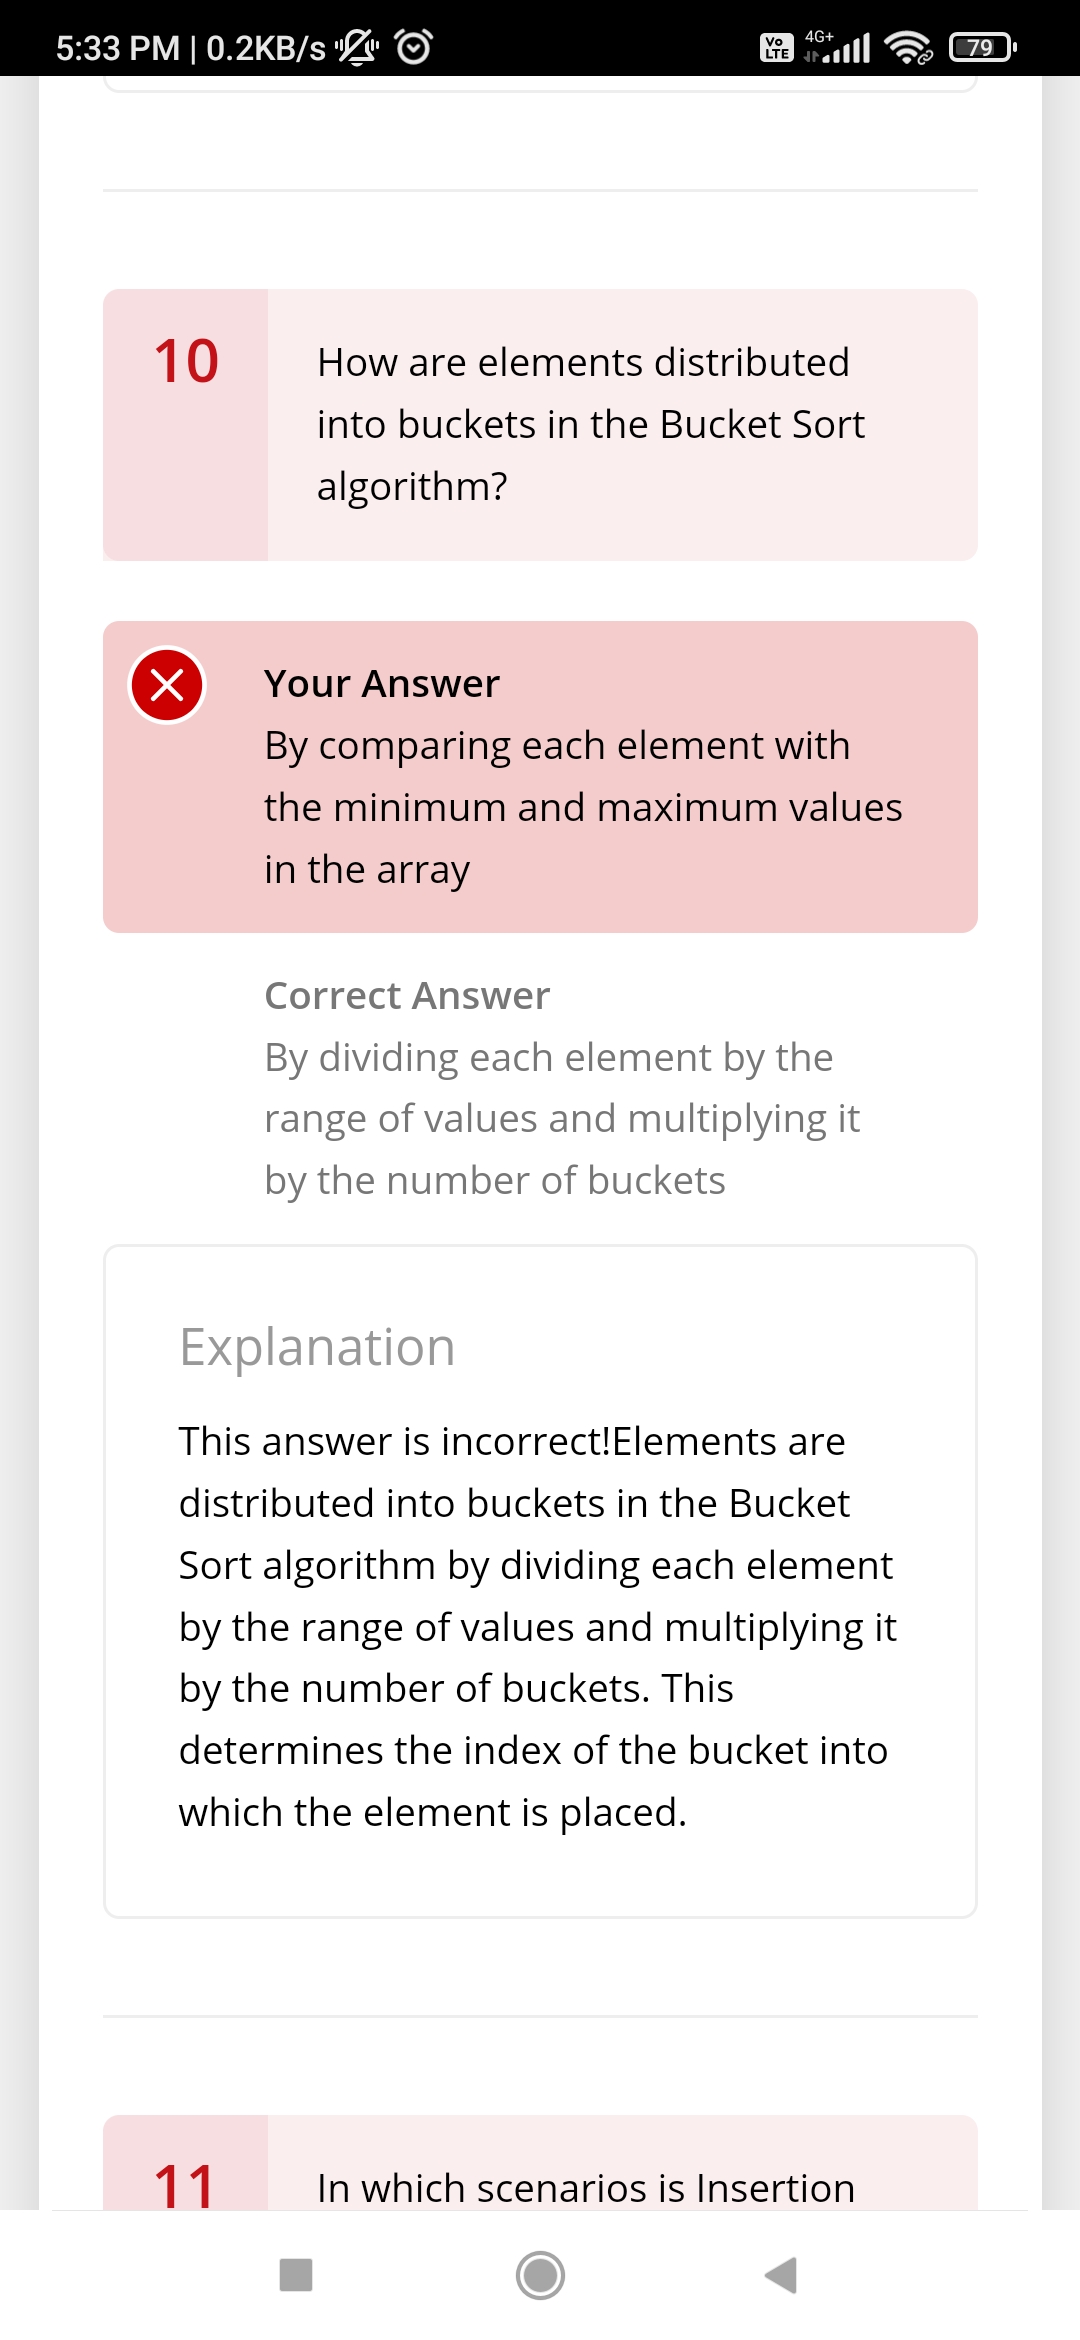 5:33 PM | 0.2KB/s
Vo LTE 4G+ 79
10
How are elements distributed
into buckets in the Bucket Sort
algorithm?
Your Answer
By comparing each element with
the minimum and maximum values
in the array
Correct Answer
By dividing each element by the
range of values and multiplying it
by the number of buckets
Explanation
This answer is incorrect!Elements are
distributed into buckets in the Bucket
Sort algorithm by dividing each element
by the range of values and multiplying it
by the number of buckets. This
determines the index of the bucket into
which the element is placed.
11
In which scenarios is Insertion